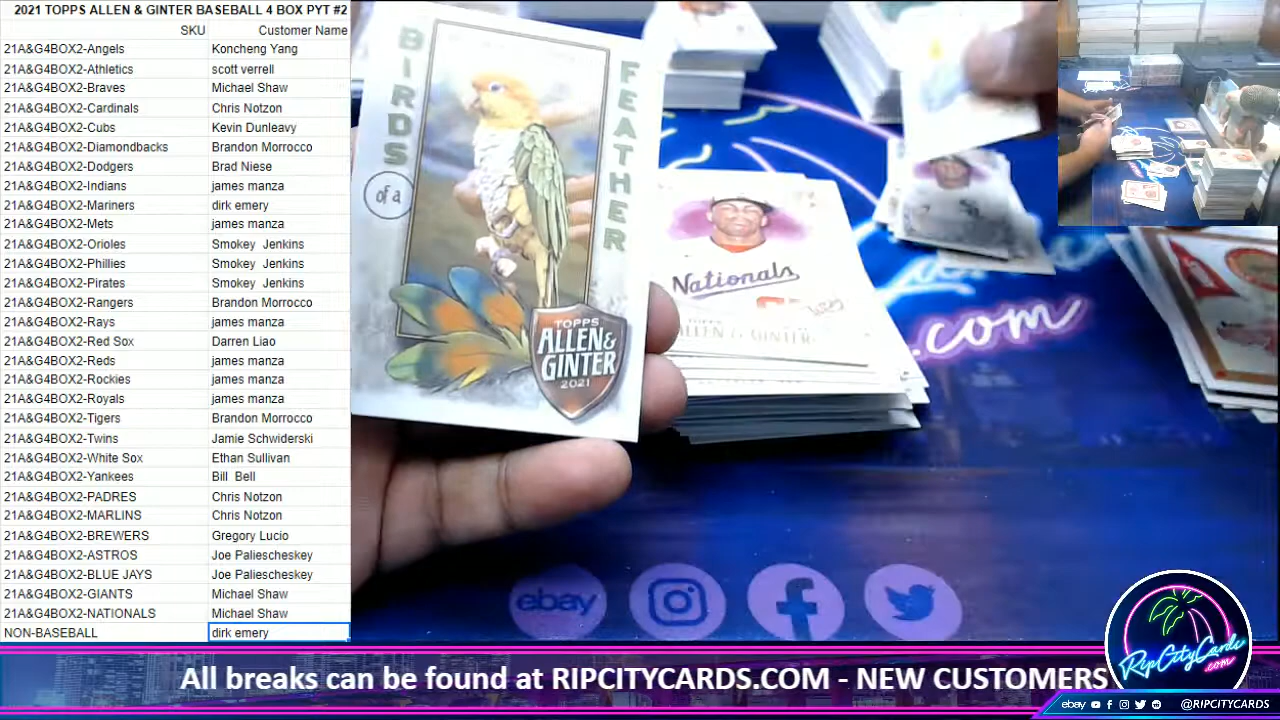 2021 TOPPS ALLEN & GINTER BASEBALL 4 BOX PYT #2
SKU Customer Name
21A&G4BOX2-Angels Koncheng Yang
21A&G4BOX2-Athletics scott verrell
21A&G4BOX2-Braves Michael Shaw
21A&G4BOX2-Cardinals Chris Notzon
21A&G4BOX2-Cubs Kevin Dunleavy
21A&G4BOX2-Diamondbacks Brandon Morrocco
21A&G4BOX2-Dodgers Brad Niese
21A&G4BOX2-Indians james manza
21A&G4BOX2-Mariners dirk emery
21A&G4BOX2-Mets james manza
21A&G4BOX2-Orioles Smokey Jenkins
21A&G4BOX2-Phillies Smokey Jenkins
21A&G4BOX2-Pirates Smokey Jenkins
21A&G4BOX2-Rangers Brandon Morrocco
21A&G4BOX2-Rays james manza
21A&G4BOX2-Red Sox Darren Liao
21A&G4BOX2-Reds james manza
21A&G4BOX2-Rockies james manza
21A&G4BOX2-Royals james manza
21A&G4BOX2-Tigers Brandon Morrocco
21A&G4BOX2-Twins Jamie Schwiderski
21A&G4BOX2-White Sox Ethan Sullivan
21A&G4BOX2-Yankees Bill Bell
21A&G4BOX2-PADRES Chris Notzon
21A&G4BOX2-MARLINS Chris Notzon
21A&G4BOX2-BREWERS Gregory Lucio
21A&G4BOX2-ASTROS Joe Paliescheskey
21A&G4BOX2-BLUE JAYS Joe Paliescheskey
21A&G4BOX2-GIANTS Michael Shaw
21A&G4BOX2-NATIONALS Michael Shaw
NON-BASEBALL dirk emery
BIRDS
of a
FEATHER
TOPPS
ALLEN &
GINTER
2021
Nationals
ALLEN & GINTER
.com
ebay
All breaks can be found at RIPCITYCARDS.COM - NEW CUSTOMERS
RipCityCards
.com
ebay @RIPCITYCARDS